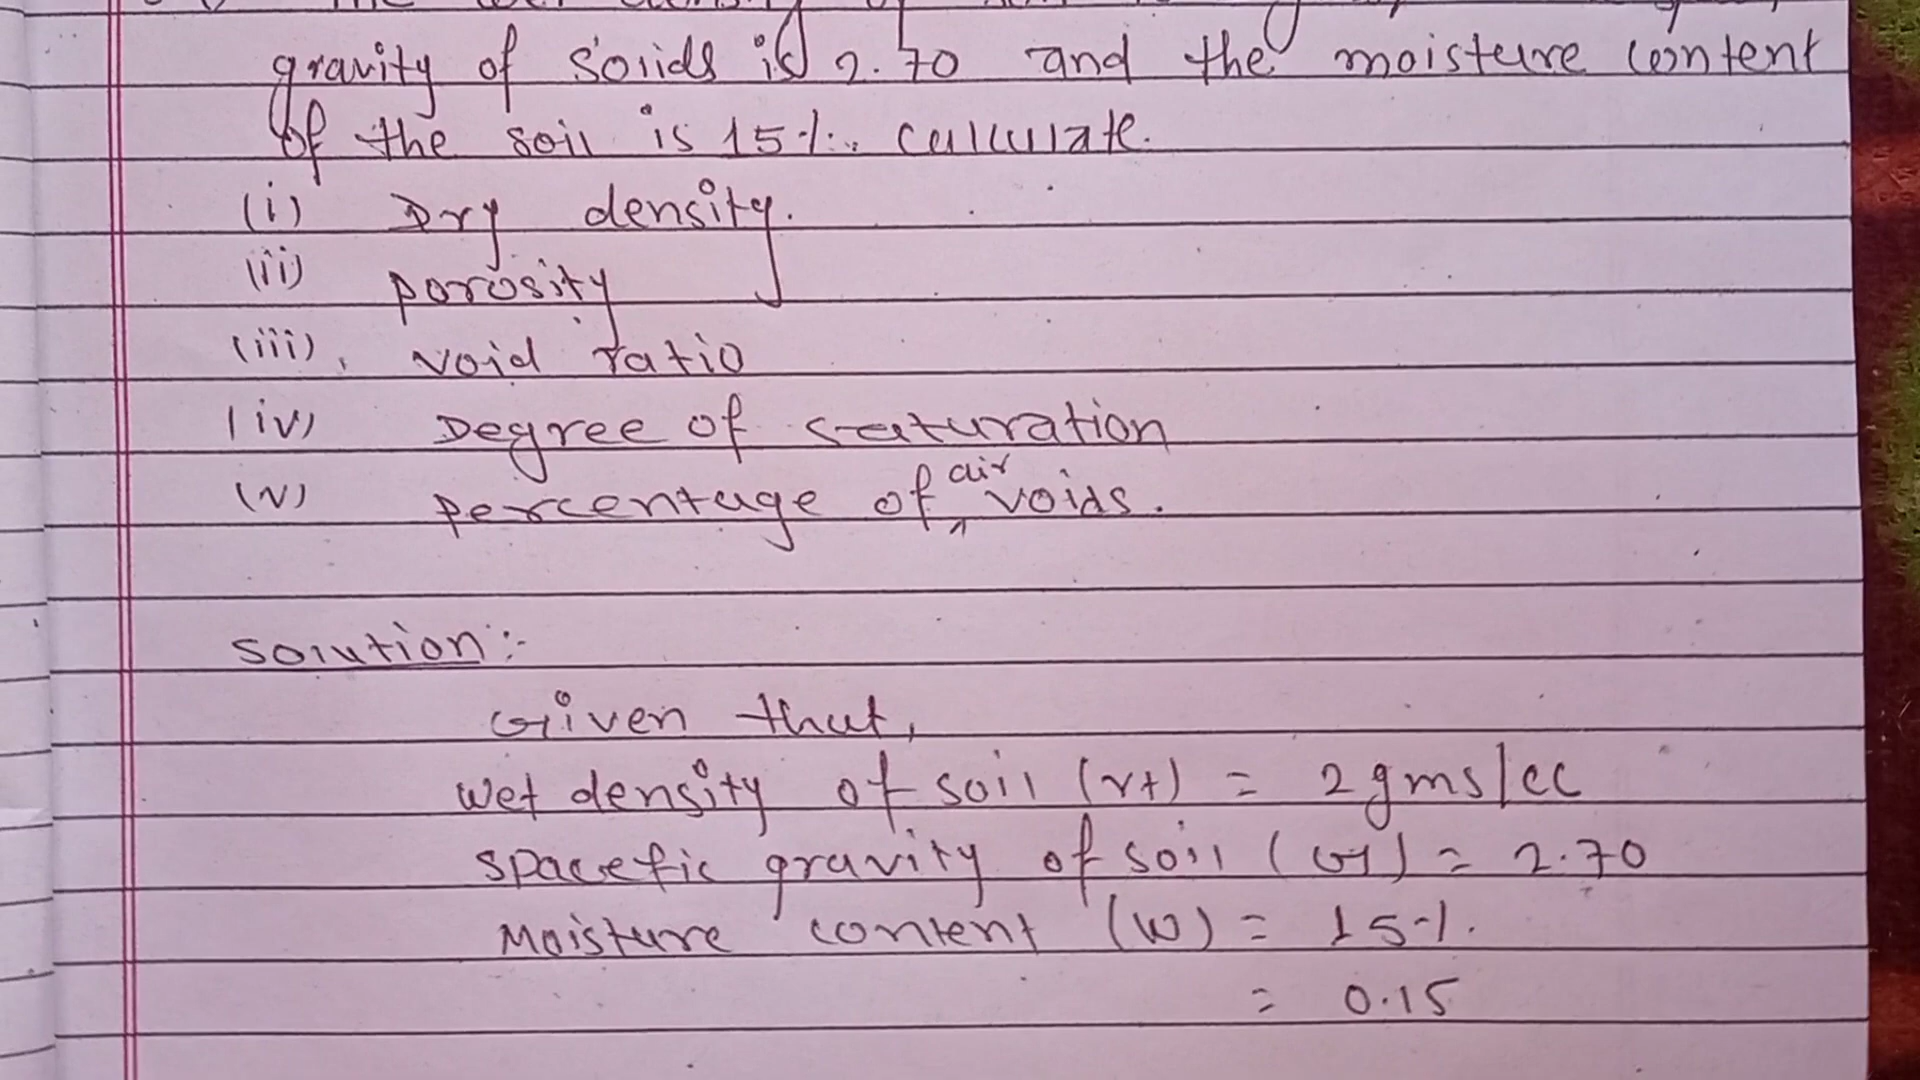 gravity of solids is 2.70 and the moisture content
of the soil is 15%. calculate.
(i) Dry density.
(ii) porosity
(iii), void ratio
(iv) Degree of saturation
(v) percentage of air voids.
Solution:-
Given that,
wet density of soil (γt) = 2gms/cc
spacefic gravity of soil (G) = 2.70
Moisture content (w) = 15%.
= 0.15